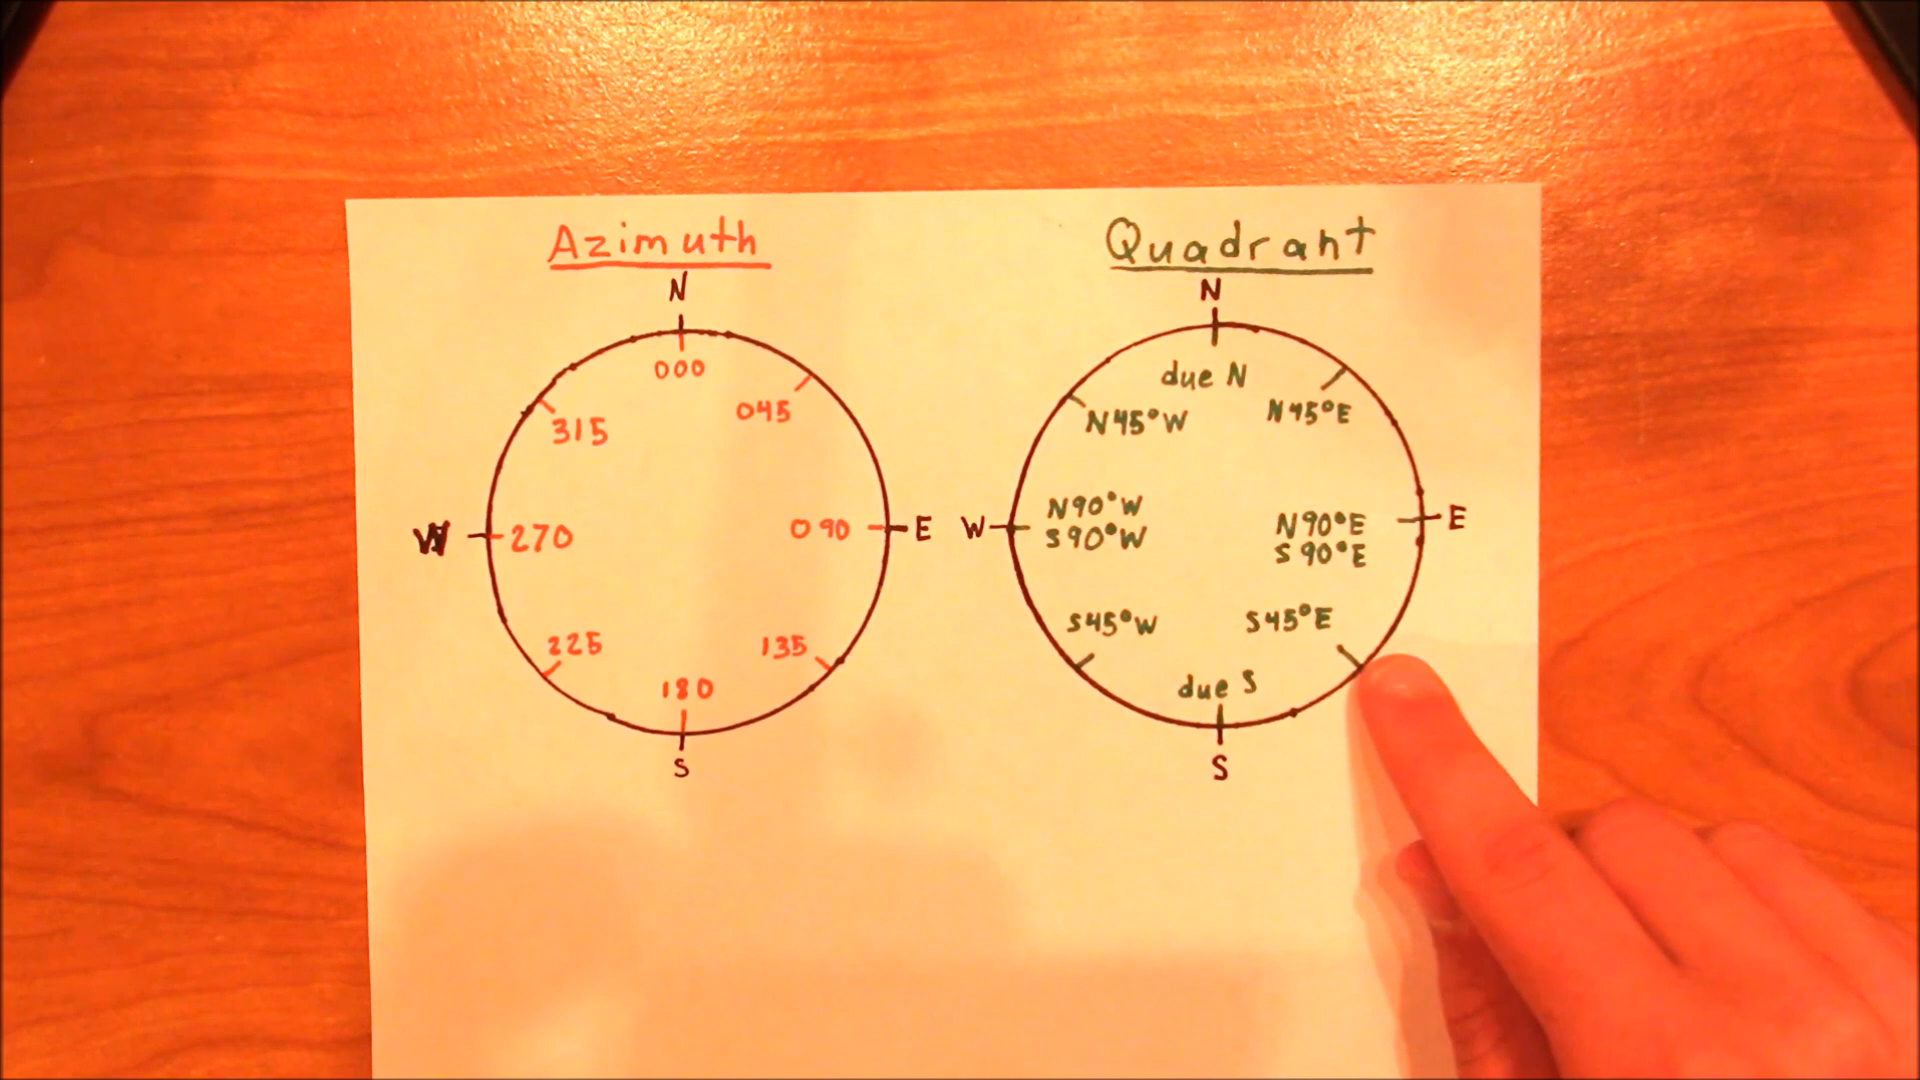 Azimuth
N
000
045
315
W
270
090
E
225
135
180
S
Quadrant
N
due N
N45°W
N45°E
W
N90°W
S90°W
N90°E
S90°E
E
S45°W
S45°E
due S
S